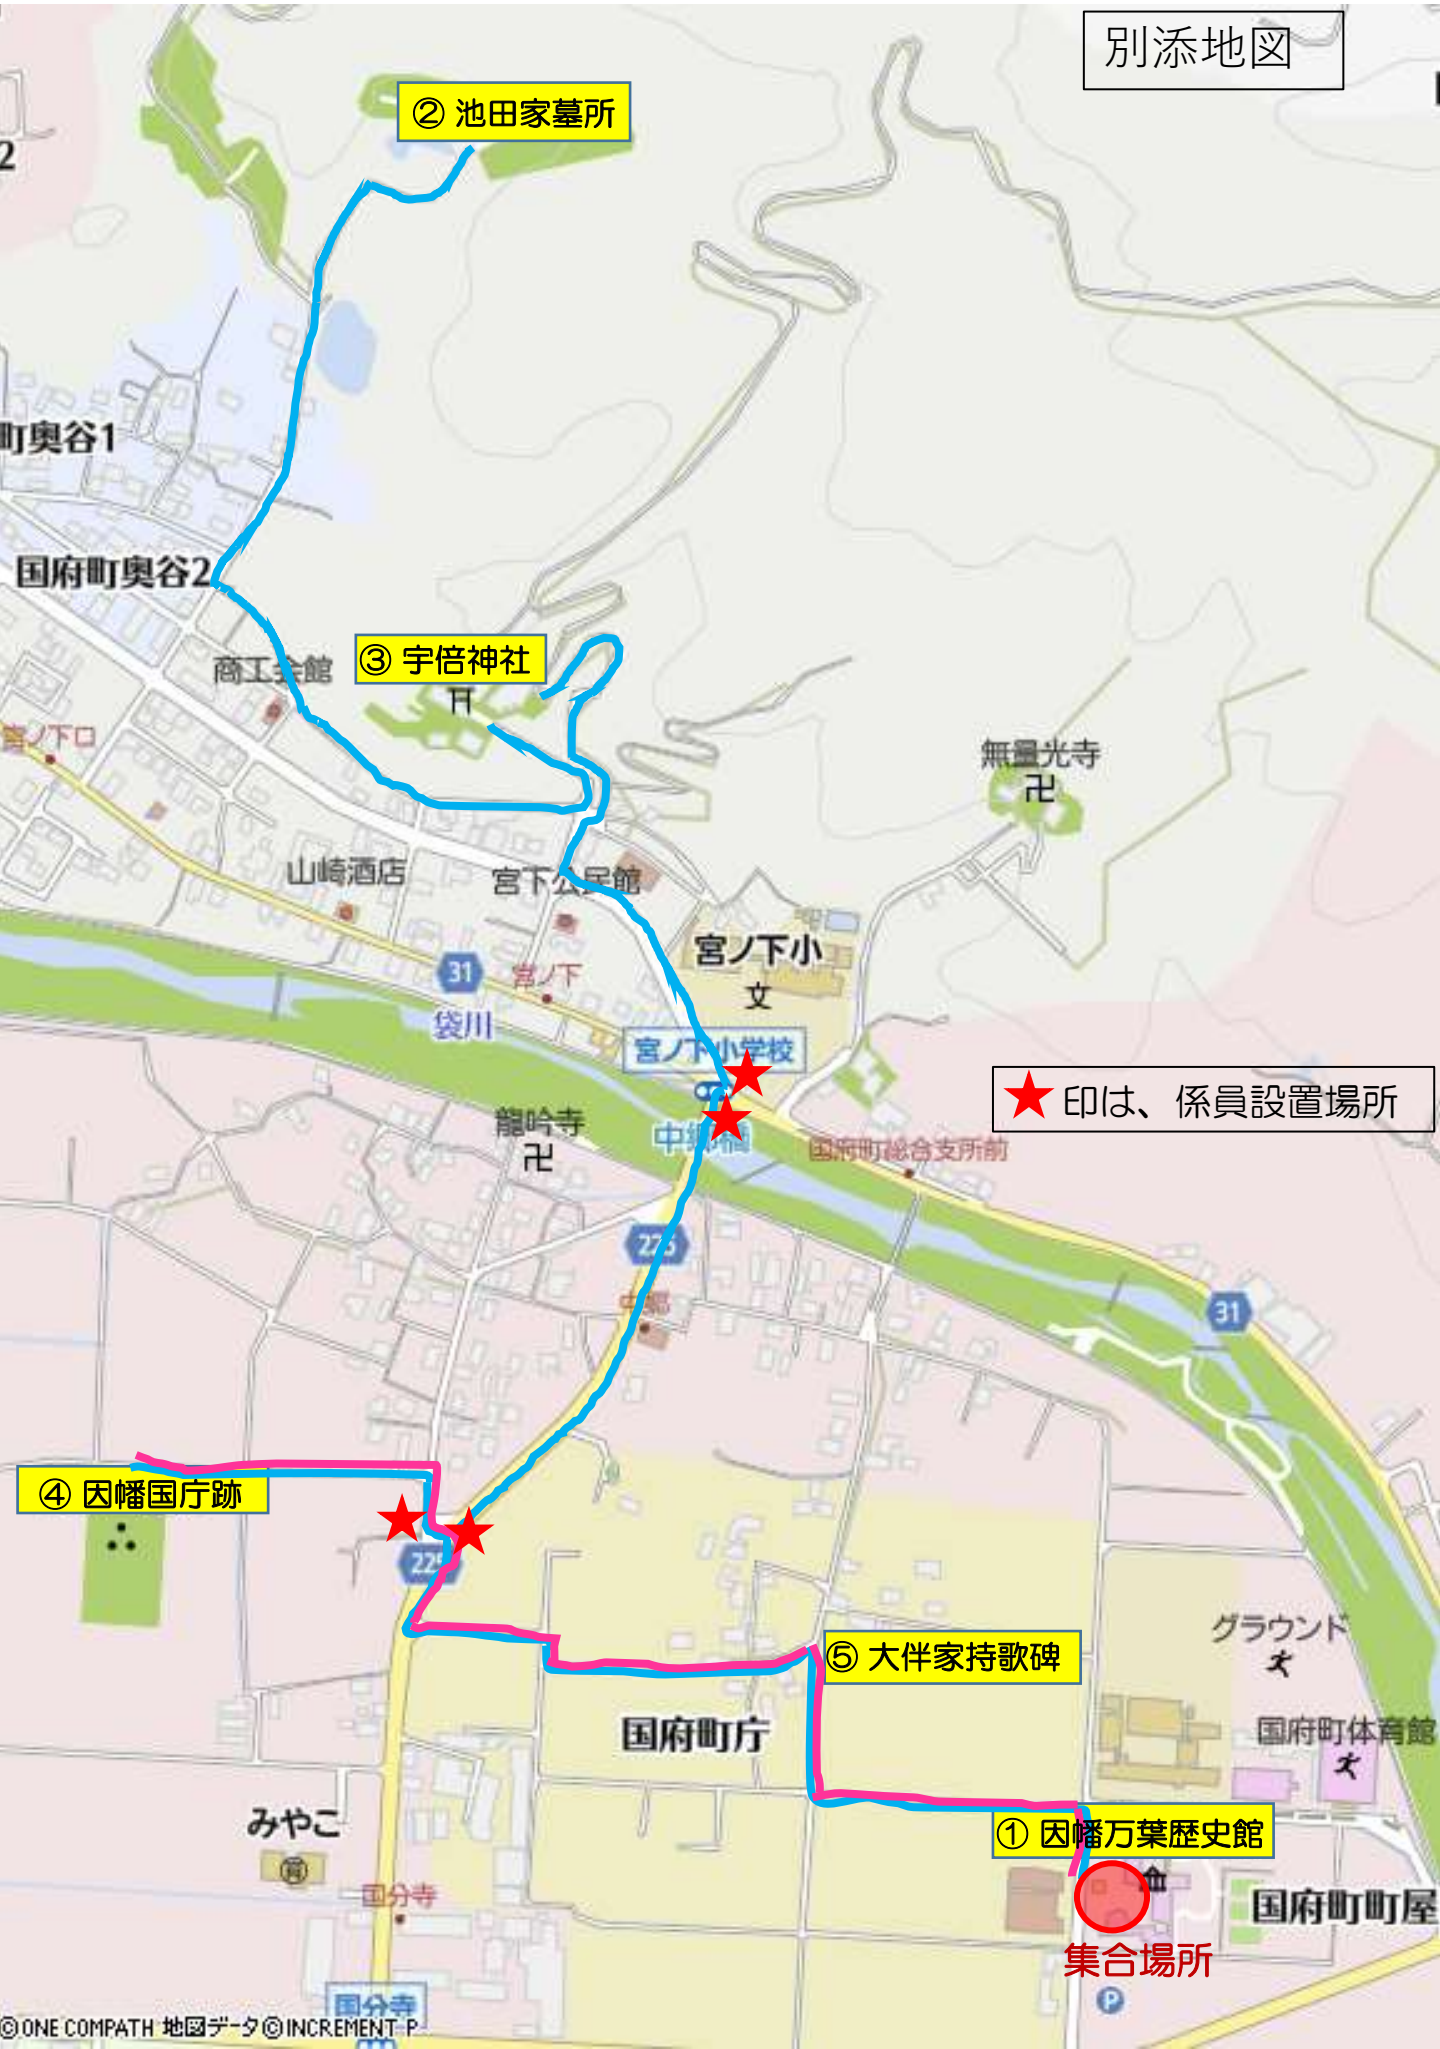 別添地図
② 池田家墓所
2
町奥谷1
国府町奥谷2
③ 宇倍神社
商工会館
宮ノ下口
無量光寺
山崎酒店
宮下公民館
宮ノ下小
文
31
宮ノ下
袋川
宮ノ下小学校
★印は、係員設置場所
龍吟寺
中郷橋
国府町総合支所前
225
中郷
31
④ 因幡国庁跡
225
グラウンド
⑤ 大伴家持歌碑
国府町庁
国府町体育館
みやこ
① 因幡万葉歴史館
国分寺
国府町町屋
集合場所
P
国分寺
©ONE COMPATH 地図データ©INCREMENT P